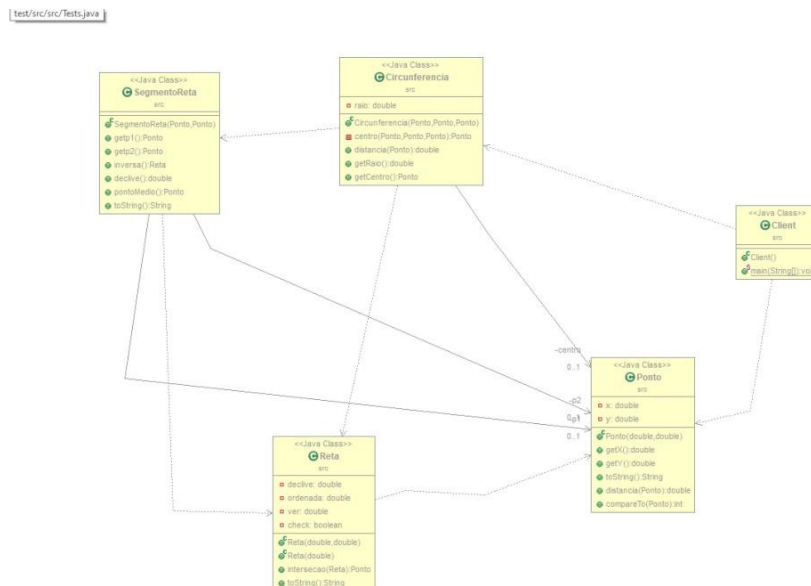 test/src/src/Tests.java
<<Java Class>>
SegmentoReta
src
SegmentoReta(Ponto,Ponto)
getp1():Ponto
getp2():Ponto
inversa():Reta
declive():double
pontoMedio():Ponto
toString():String
<<Java Class>>
Circunferencia
src
raio: double
Circunferencia(Ponto,Ponto,Ponto)
centro(Ponto,Ponto,Ponto):Ponto
distancia(Ponto):double
getRaio():double
getCentro():Ponto
<<Java Class>>
Client
src
Client()
main(String[]):voi
-centro
0..1
-p2
0..1
<<Java Class>>
Ponto
src
x: double
y: double
Ponto(double,double)
getX():double
getY():double
toString():String
distancia(Ponto):double
compareTo(Ponto):int
<<Java Class>>
Reta
src
declive: double
ordenada: double
ver: double
check: boolean
Reta(double,double)
Reta(double)
intersecao(Reta):Ponto
toString():String